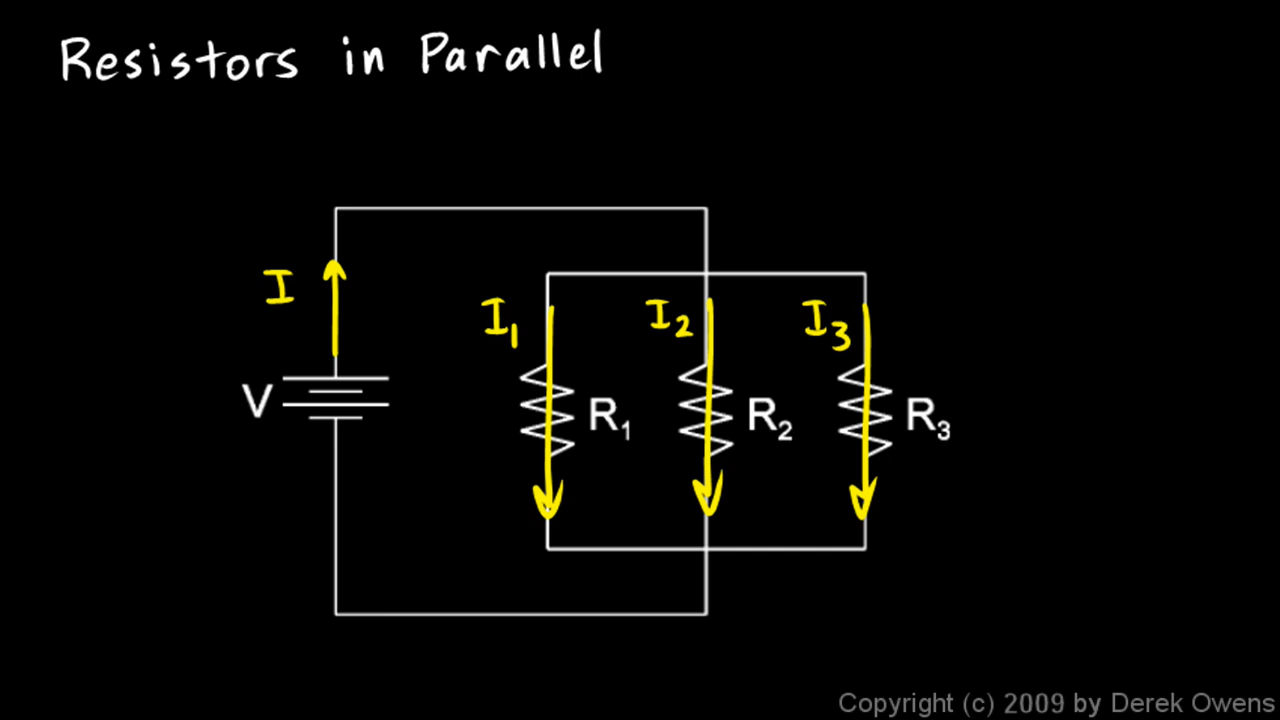 Resistors in Parallel
I
I₁
I₂
I₃
V
R₁
R₂
R₃
Copyright (c) 2009 by Derek Owens